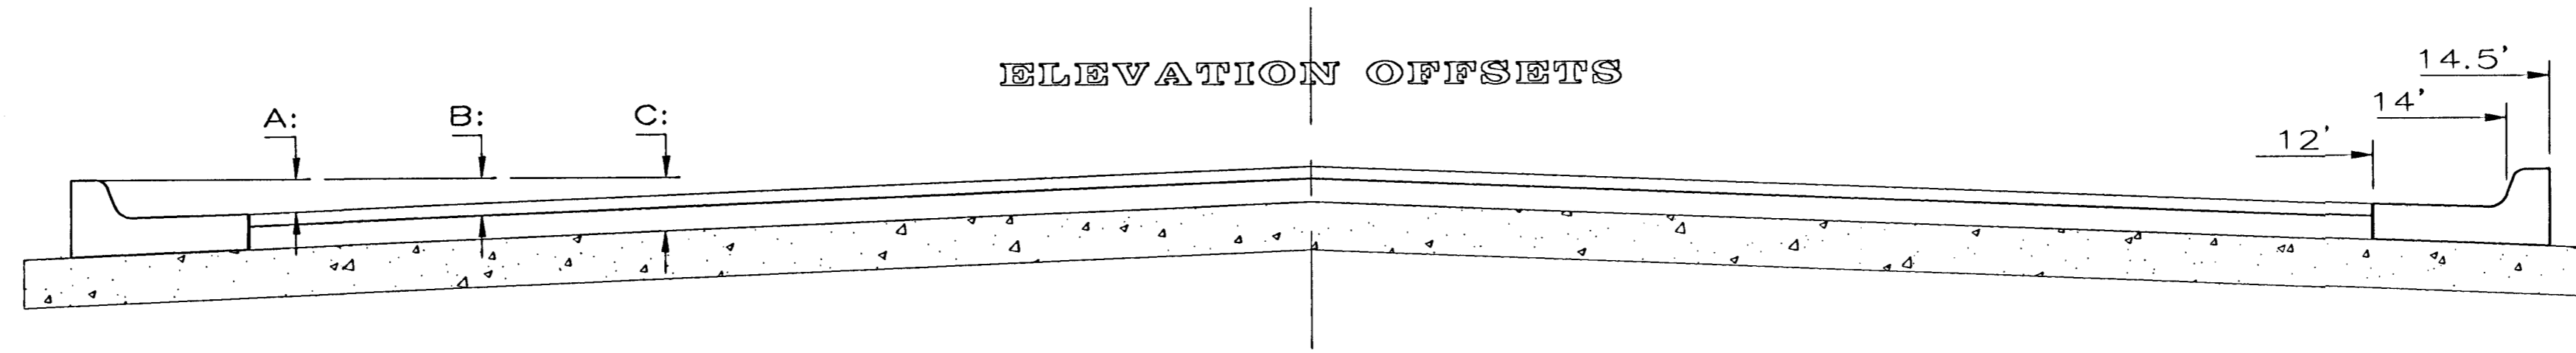 ELEVATION OFFSETS
14.5'
14'
A: B: C:
12'